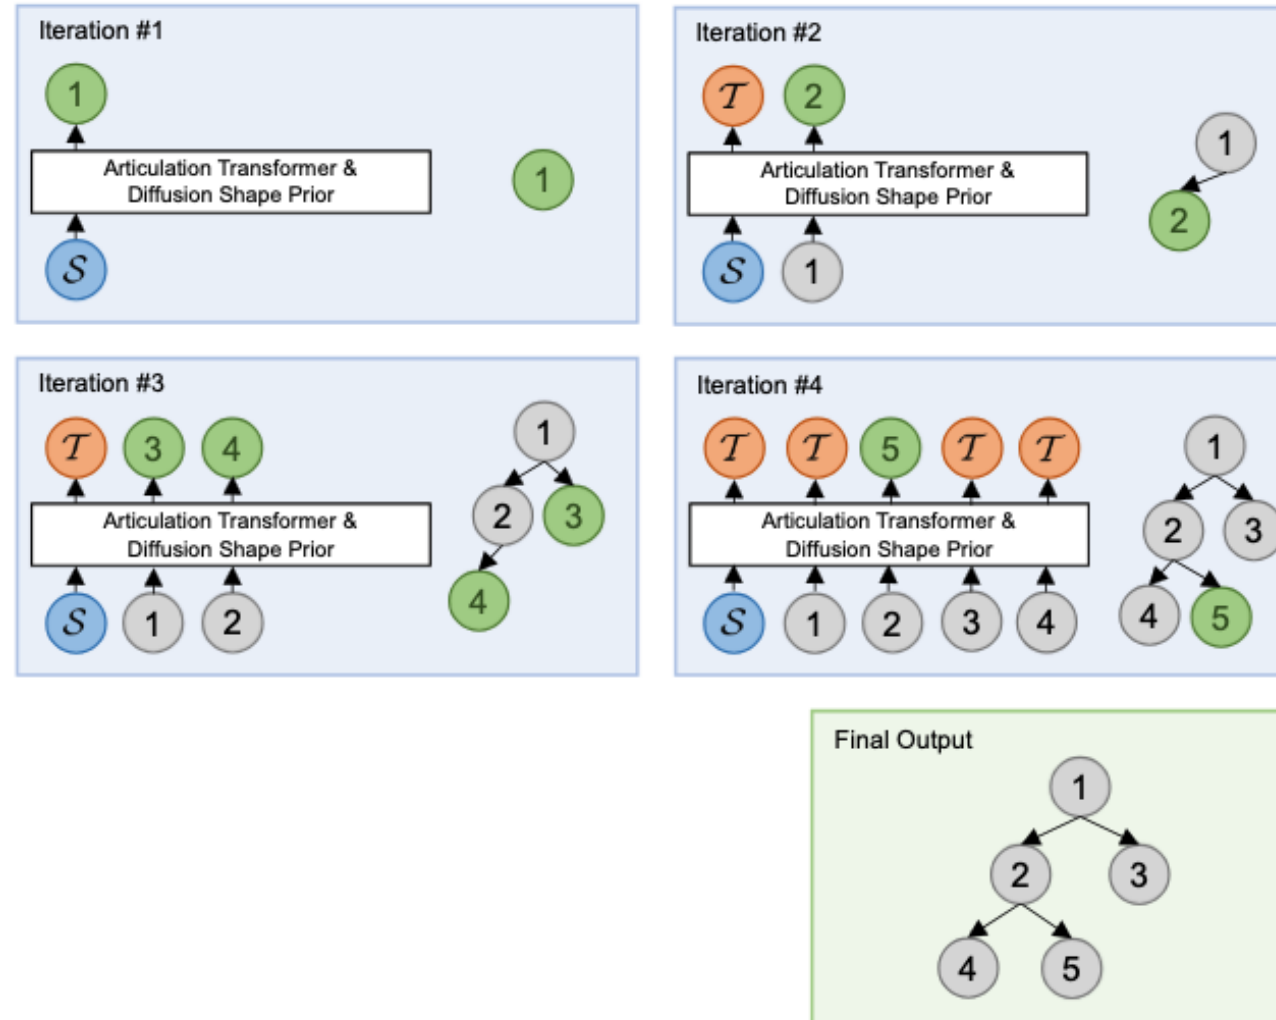 Iteration #1
1
Articulation Transformer &
Diffusion Shape Prior
1
S
Iteration #2
T 2
Articulation Transformer &
Diffusion Shape Prior
S 1
1
2
Iteration #3
T 3 4
Articulation Transformer &
Diffusion Shape Prior
S 1 2
1
2 3
4
Iteration #4
T T 5 T T
Articulation Transformer &
Diffusion Shape Prior
S 1 2 3 4
1
2 3
4 5
Final Output
1
2 3
4 5